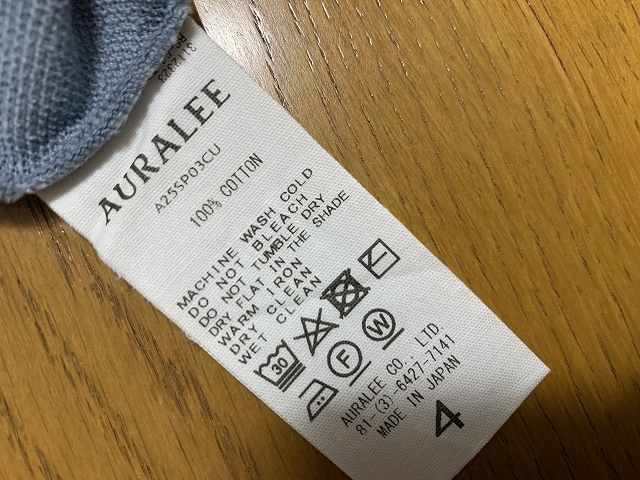 AURALEE
A25SP03CU
100% COTTON
MACHINE WASH COLD
DO NOT BLEACH
DO NOT TUMBLE DRY
DRY FLAT IN THE SHADE
WARM IRON
DRY CLEAN
WET CLEAN
30
F W
AURALEE CO., LTD.
81-(3)-6427-7141
MADE IN JAPAN
4